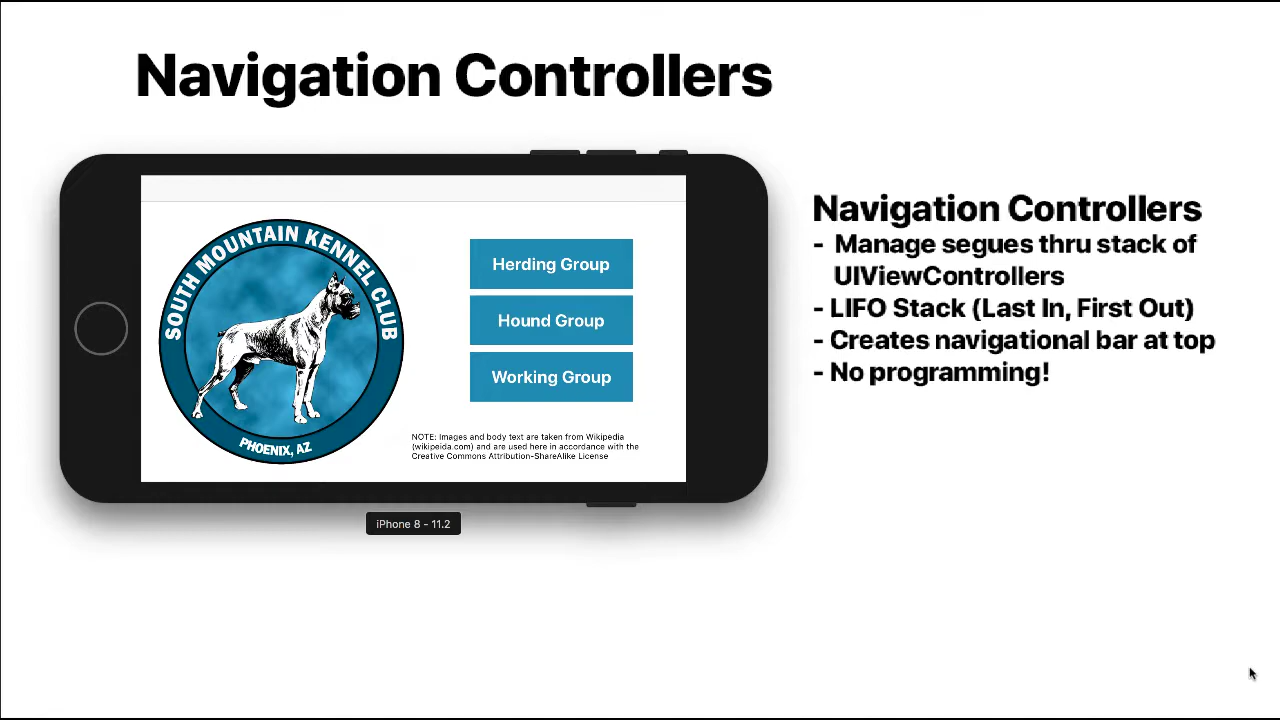 Navigation Controllers
SOUTH MOUNTAIN KENNEL CLUB
PHOENIX, AZ
Herding Group
Hound Group
Working Group
NOTE: Images and body text are taken from Wikipedia
(wikipeida com) and are used here in accordance with the
Creative Commons Attribution-ShareAlike License
iPhone 8 - 11.2
Navigation Controllers
- Manage segues thru stack of
UIViewControllers
- LIFO Stack (Last In, First Out)
- Creates navigational bar at top
- No programming!